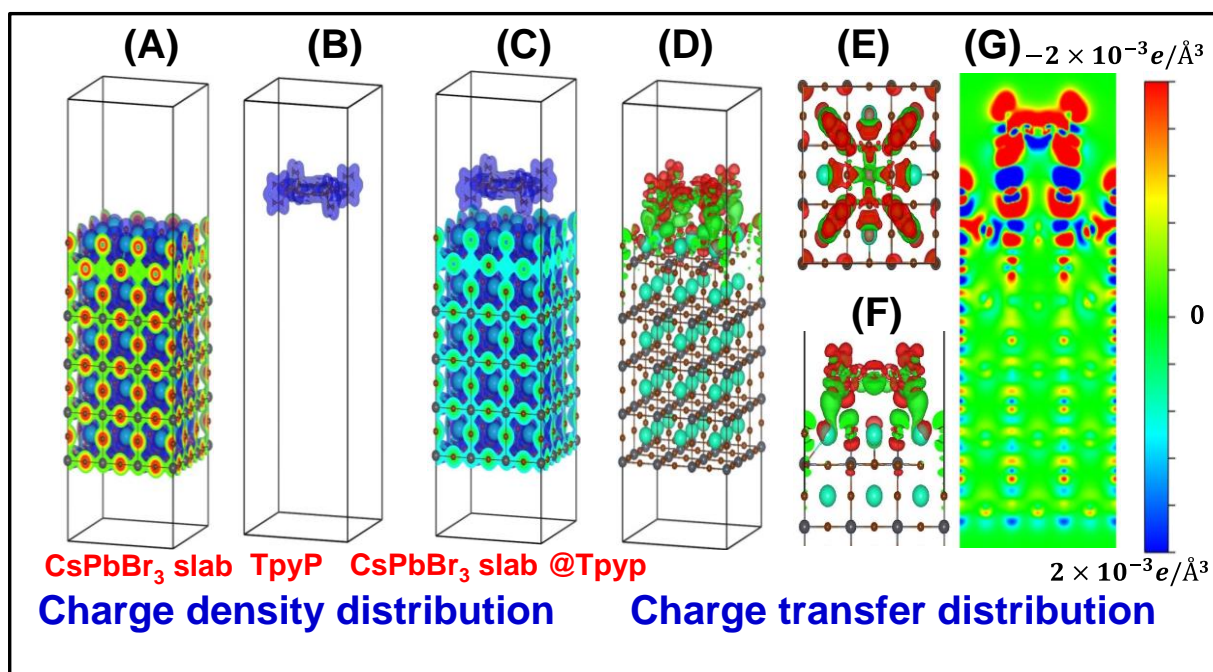 (A) (B) (C) (D) (E) (G)
−2 × 10⁻³e/Å³
0
(F)
2 × 10⁻³e/Å³
CsPbBr₃ slab TpyP CsPbBr₃ slab @Tpyp
Charge density distribution Charge transfer distribution